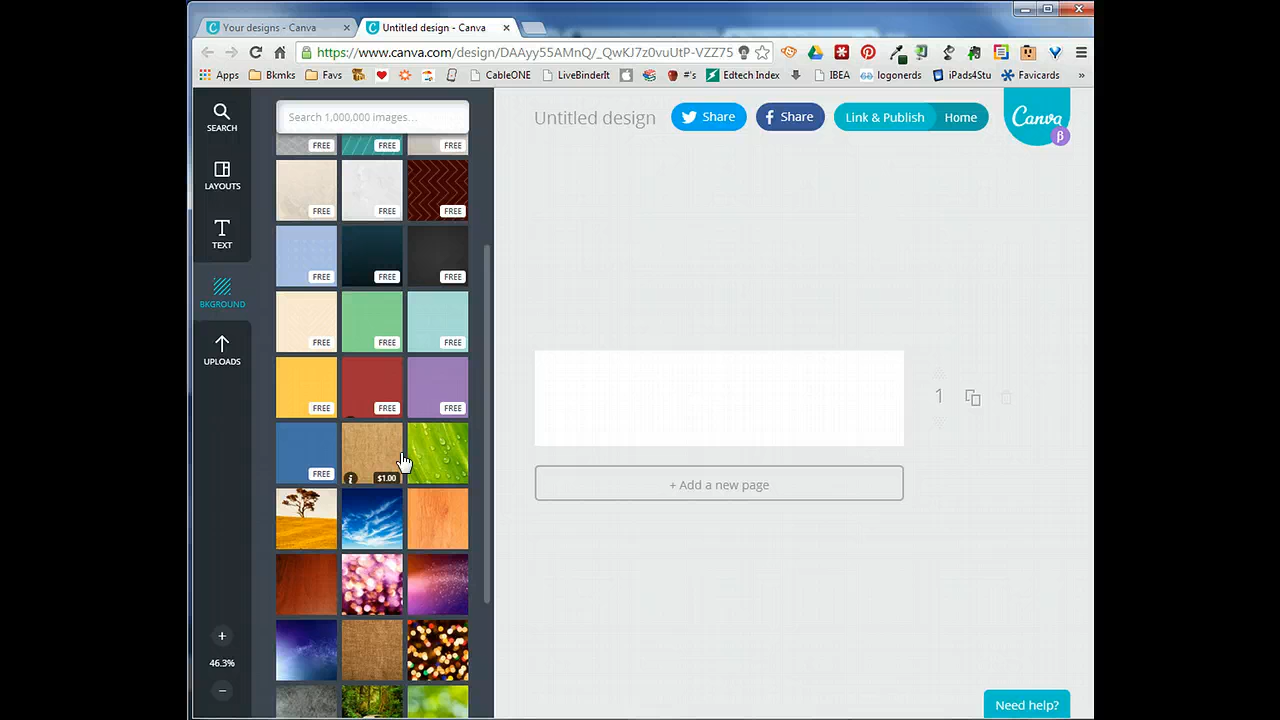 Your designs - Canva
Untitled design - Canva
https://www.canva.com/design/DAAyy55AMnQ/_QwKJ7z0vuUtP-VZZ75
Apps Bkmks Favs CableONE LiveBinderIt #'s Edtech Index IBEA logonerds iPads4Stu Favicards »
SEARCH
LAYOUTS
TEXT
BKGROUND
UPLOADS
46.3%
Search 1,000,000 images...
FREE FREE FREE
FREE FREE FREE
FREE FREE FREE
FREE FREE FREE
FREE FREE FREE
FREE $1.00
Untitled design
Share
Share
Link & Publish
Home
Canva
β
1
+ Add a new page
Need help?